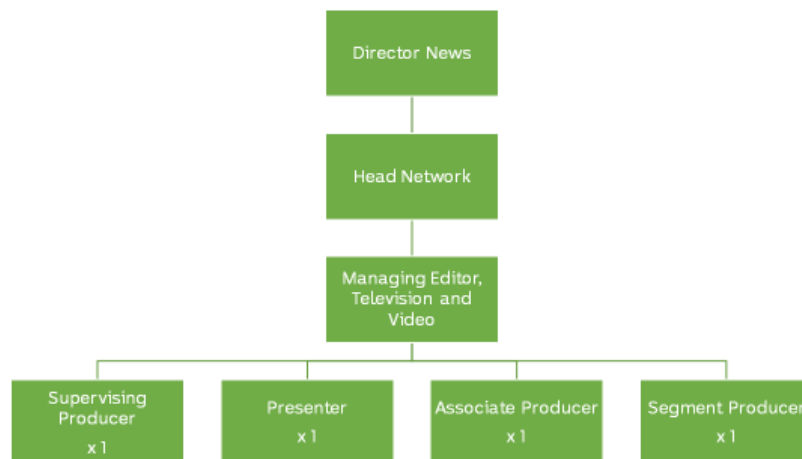 Director News
Head Network
Managing Editor,
Television and
Video
Supervising
Producer
x 1
Presenter
x 1
Associate Producer
x 1
Segment Producer
x 1